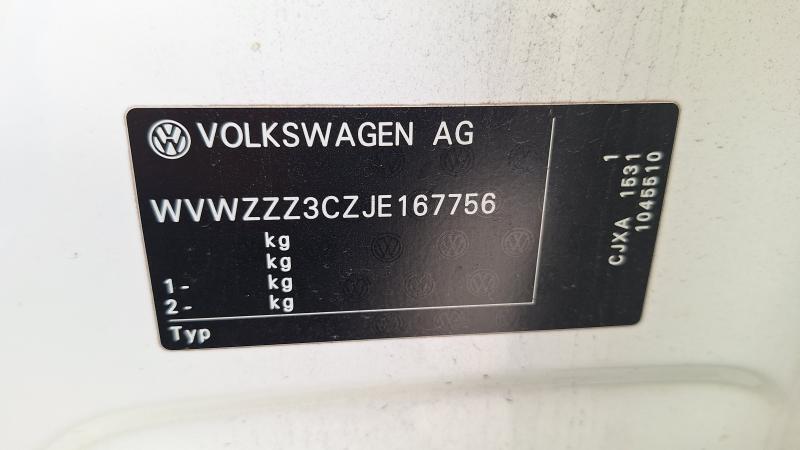 VOLKSWAGEN AG
WVWZZZ3CZJE167756
kg
kg
1- kg
2- kg
Typ
1
CJXA 1531
1045510